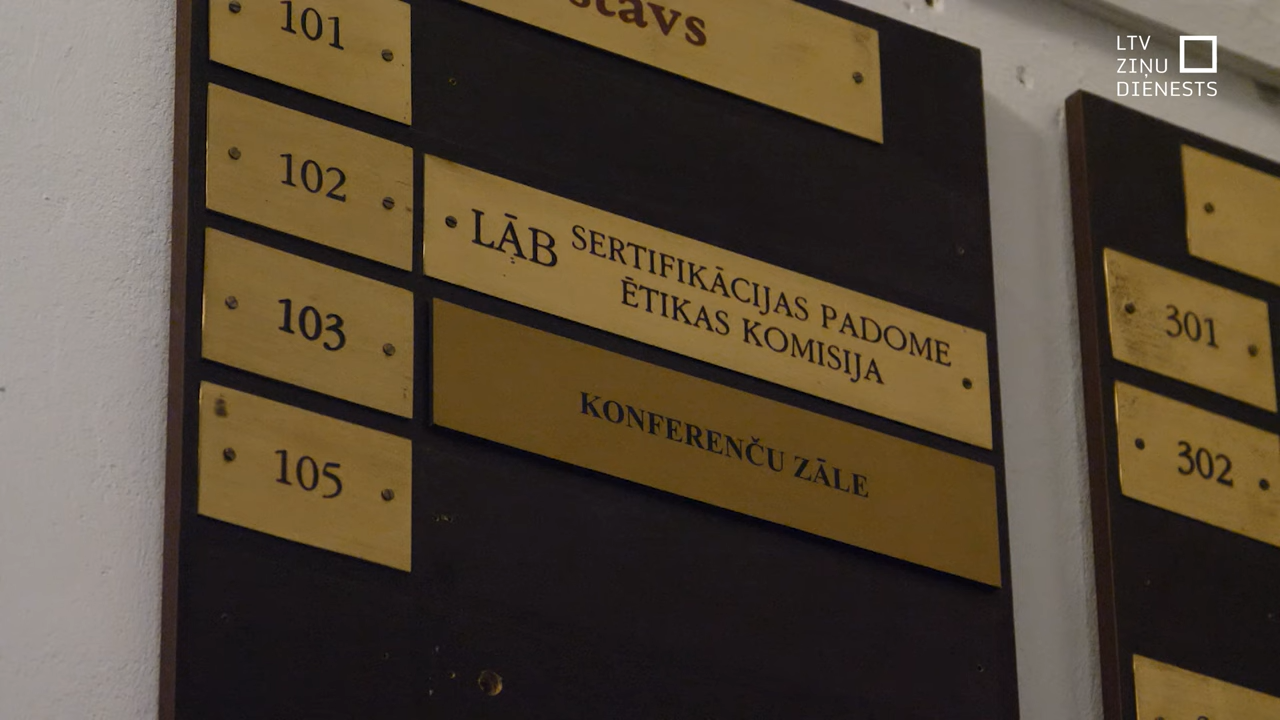 stāvs
101
102
LĀB SERTIFIKĀCIJAS PADOME
ĒTIKAS KOMISIJA
103
KONFERENČU ZĀLE
105
301
302
LTV
ZIŅU
DIENESTS